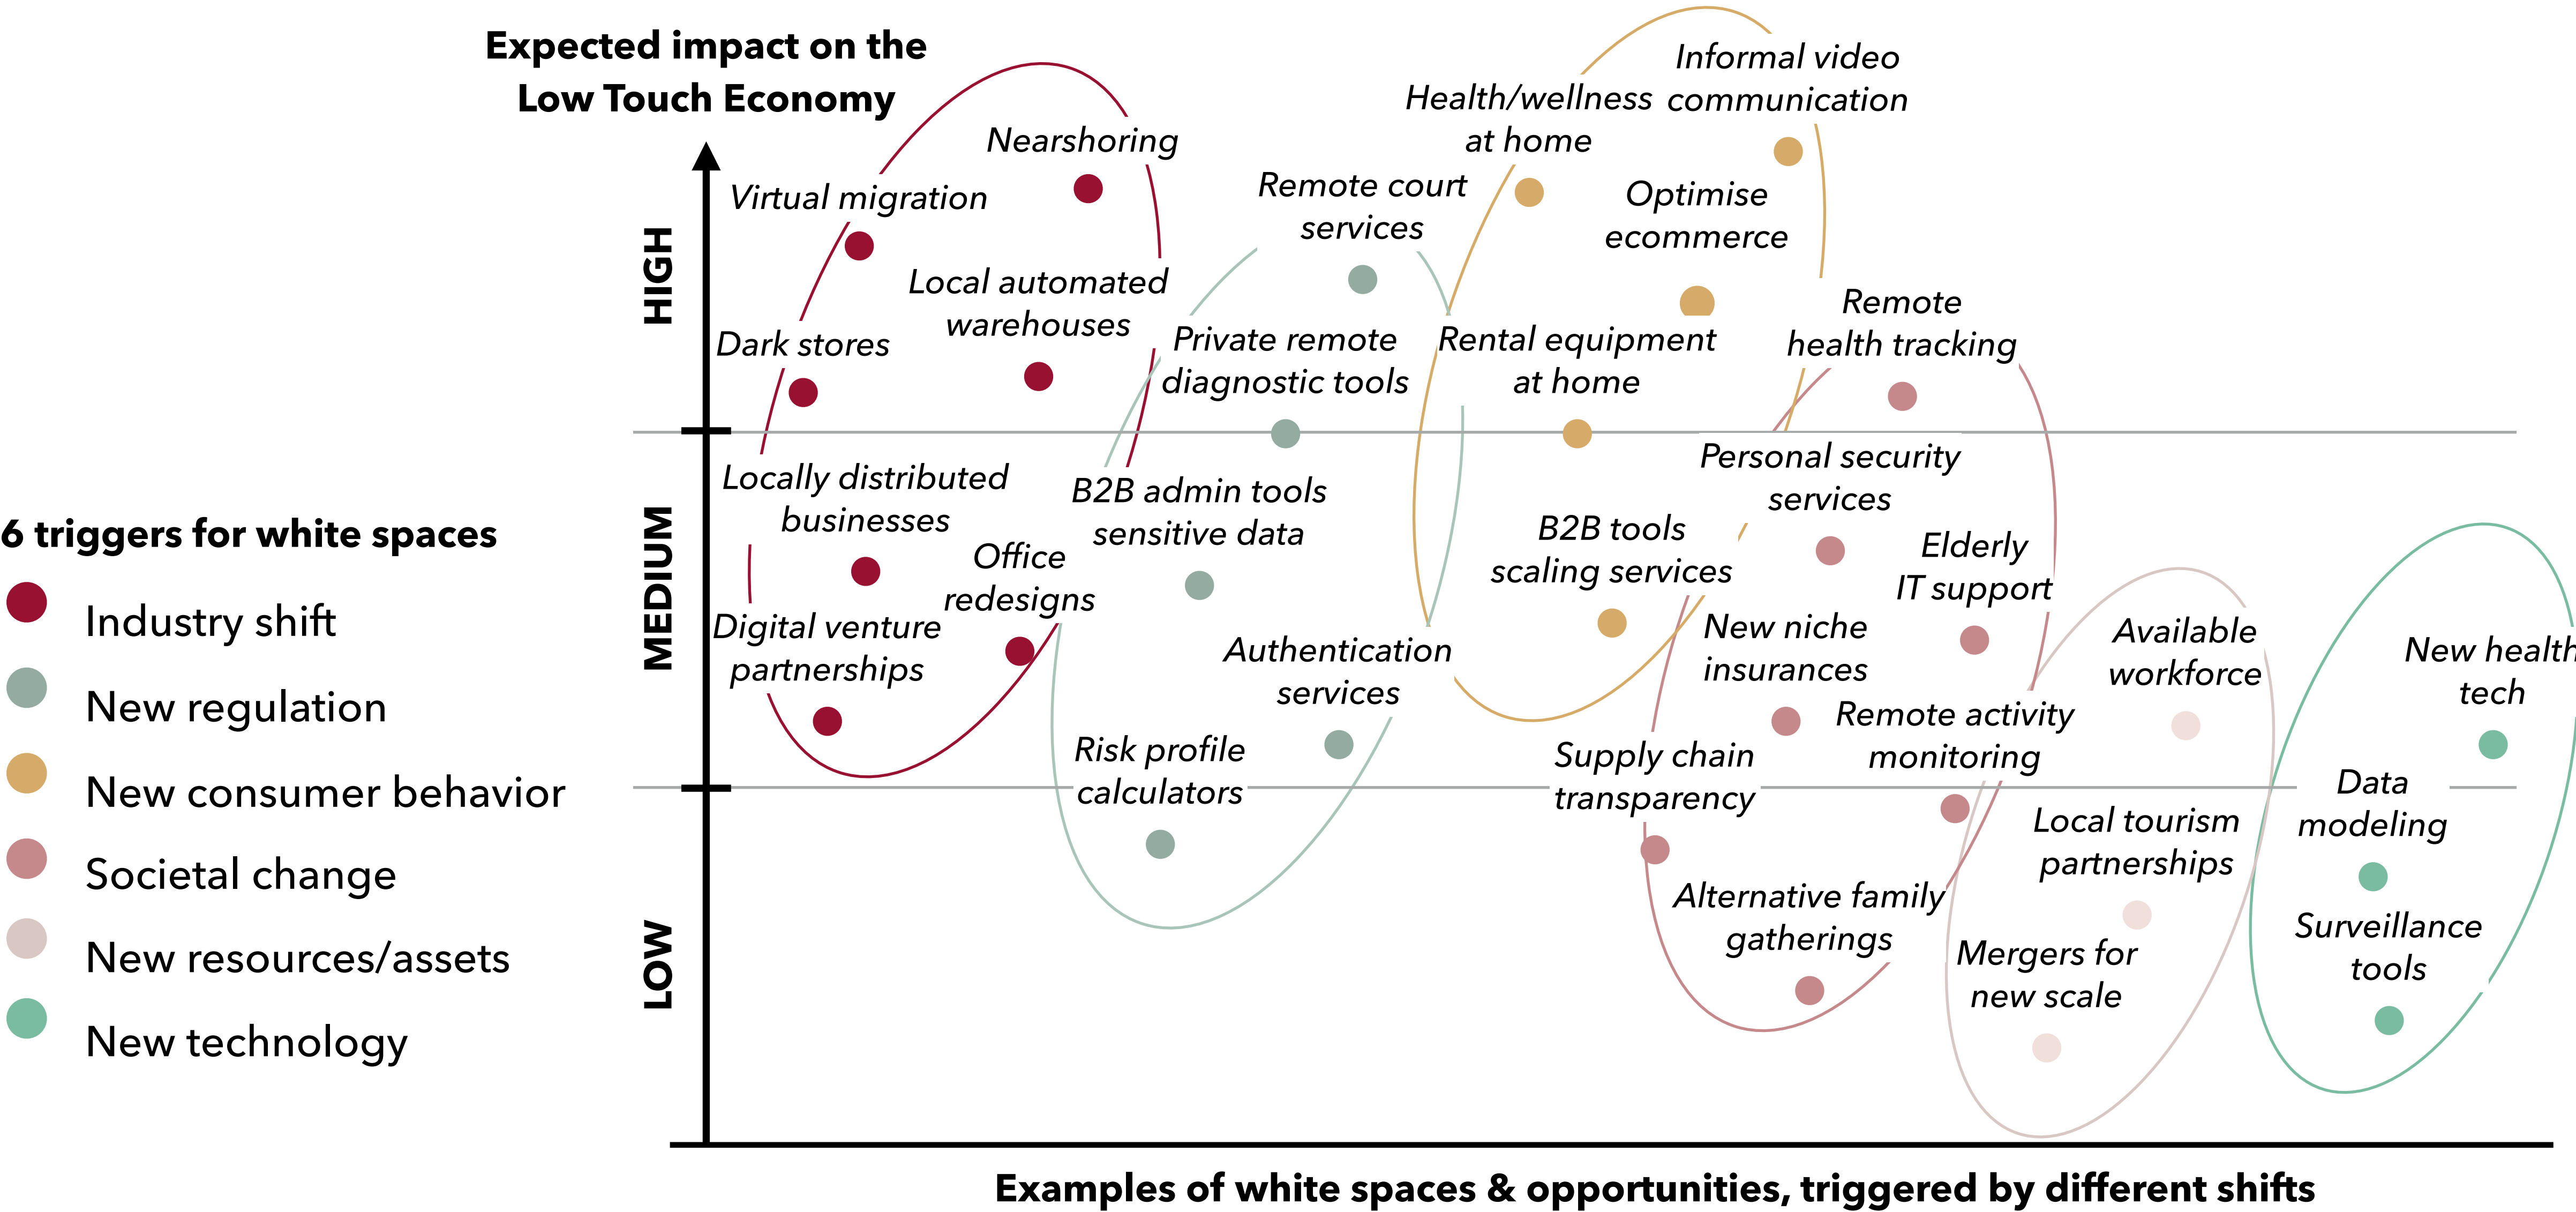 Expected impact on the
Low Touch Economy
HIGH
MEDIUM
LOW
6 triggers for white spaces
Industry shift
New regulation
New consumer behavior
Societal change
New resources/assets
New technology
Nearshoring
Virtual migration
Local automated
warehouses
Dark stores
Locally distributed
businesses
Office
redesigns
Digital venture
partnerships
Remote court
services
Private remote
diagnostic tools
B2B admin tools
sensitive data
Authentication
services
Risk profile
calculators
Informal video
communication
Health/wellness
at home
Optimise
ecommerce
Rental equipment
at home
B2B tools
scaling services
Remote
health tracking
Personal security
services
Elderly
IT support
New niche
insurances
Remote activity
monitoring
Supply chain
transparency
Alternative family
gatherings
Available
workforce
Local tourism
partnerships
Mergers for
new scale
New health
tech
Data
modeling
Surveillance
tools
Examples of white spaces & opportunities, triggered by different shifts